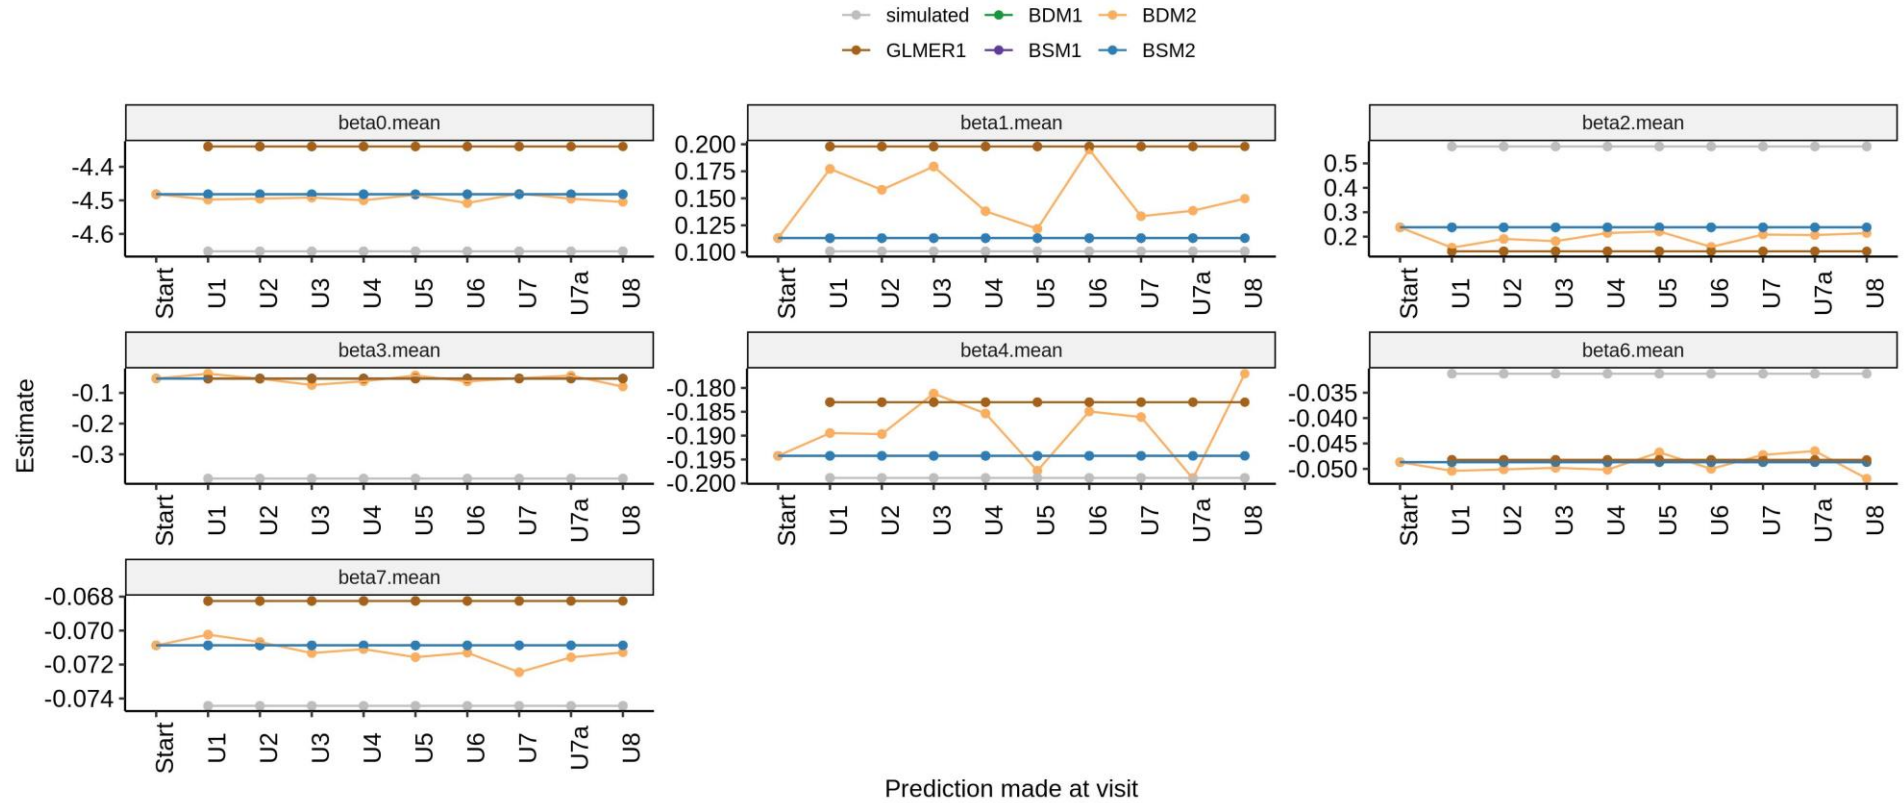 simulated BDM1 BDM2
GLMER1 BSM1 BSM2
beta0.mean beta1.mean beta2.mean
-4.4
-4.5
-4.6
0.200
0.175
0.150
0.125
0.100
0.5
0.4
0.3
0.2
Start U1 U2 U3 U4 U5 U6 U7 U7a U8
Start U1 U2 U3 U4 U5 U6 U7 U7a U8
Start U1 U2 U3 U4 U5 U6 U7 U7a U8
beta3.mean beta4.mean beta6.mean
Estimate
-0.1
-0.2
-0.3
-0.180
-0.185
-0.190
-0.195
-0.200
-0.035
-0.040
-0.045
-0.050
Start U1 U2 U3 U4 U5 U6 U7 U7a U8
Start U1 U2 U3 U4 U5 U6 U7 U7a U8
Start U1 U2 U3 U4 U5 U6 U7 U7a U8
beta7.mean
-0.068
-0.070
-0.072
-0.074
Start U1 U2 U3 U4 U5 U6 U7 U7a U8
Prediction made at visit